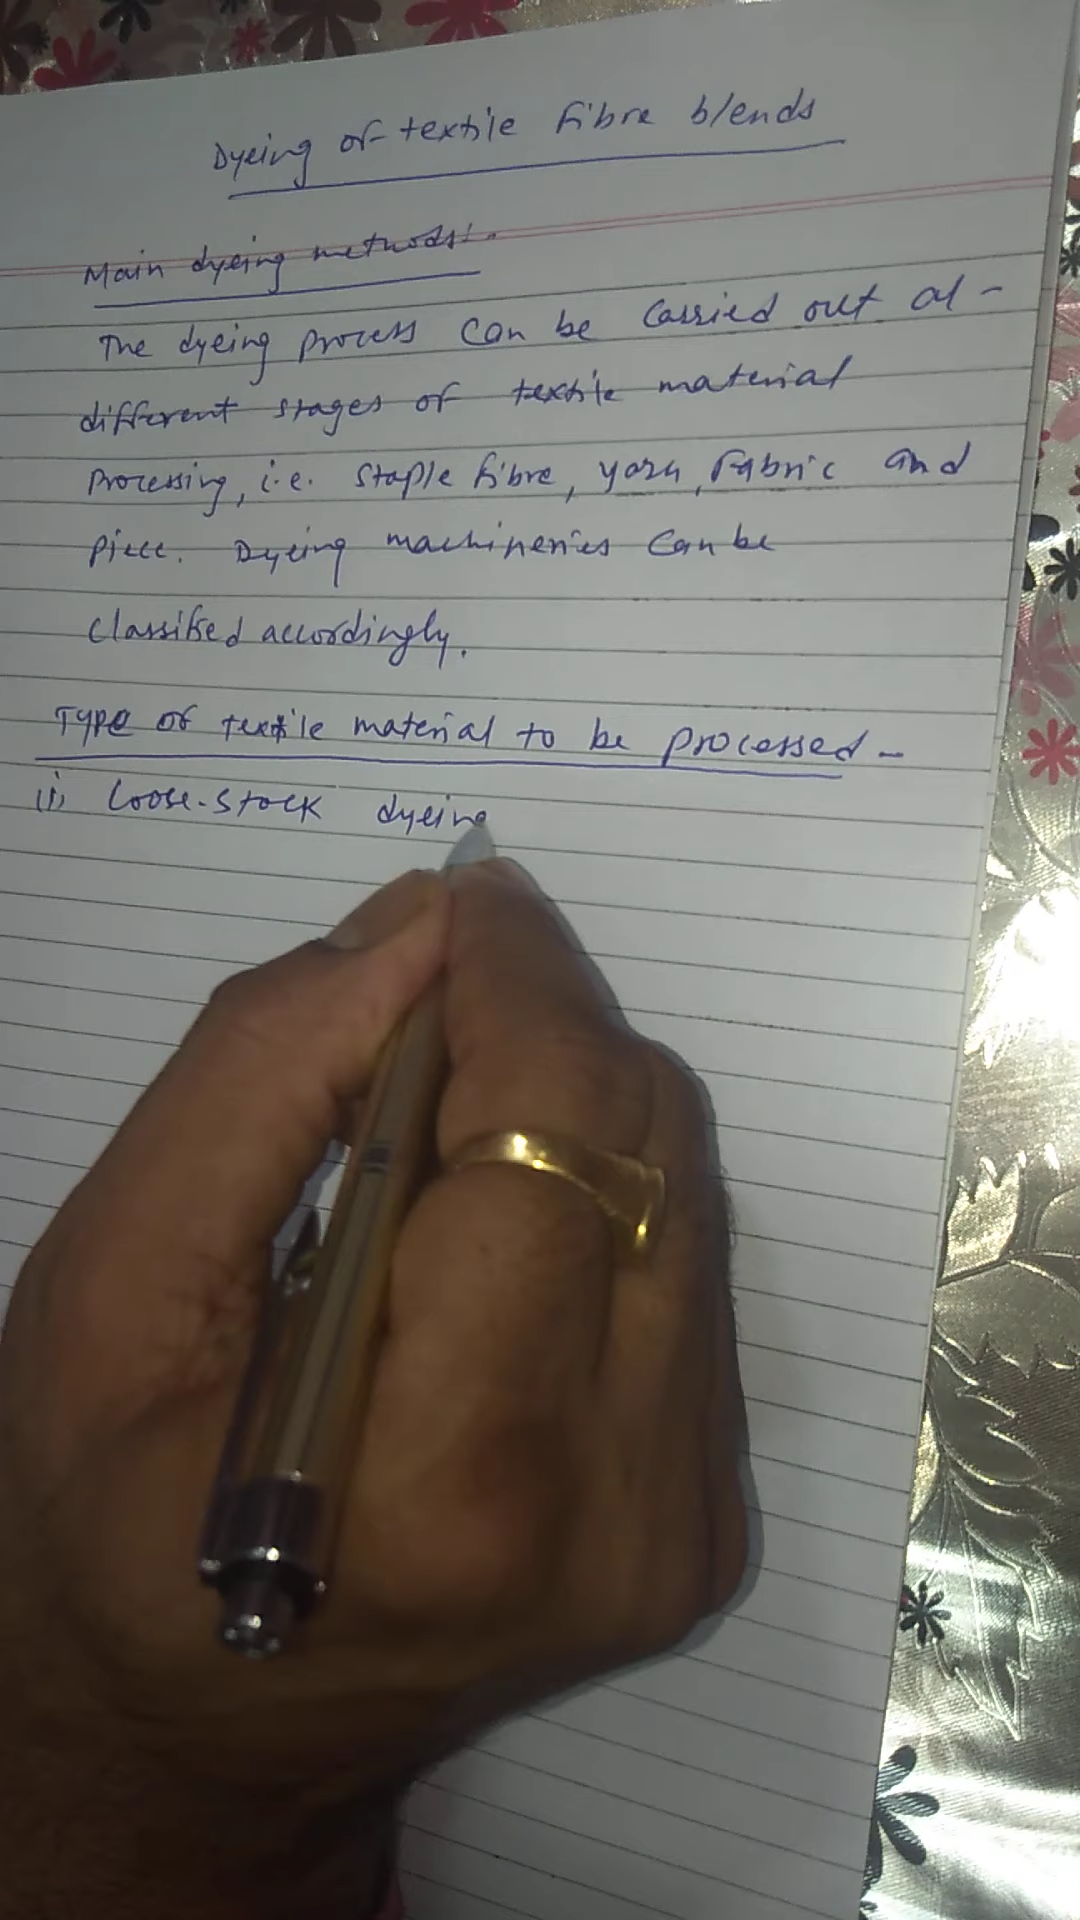 Dyeing of textile fibre blends
Main dyeing methods:-
The dyeing process can be carried out at
different stages of textile material
processing, i.e. staple fibre, yarn, fabric and
piece. Dyeing machineries can be
classified accordingly.
Type of textile material to be processed -
(i) Loose-stock dyeing